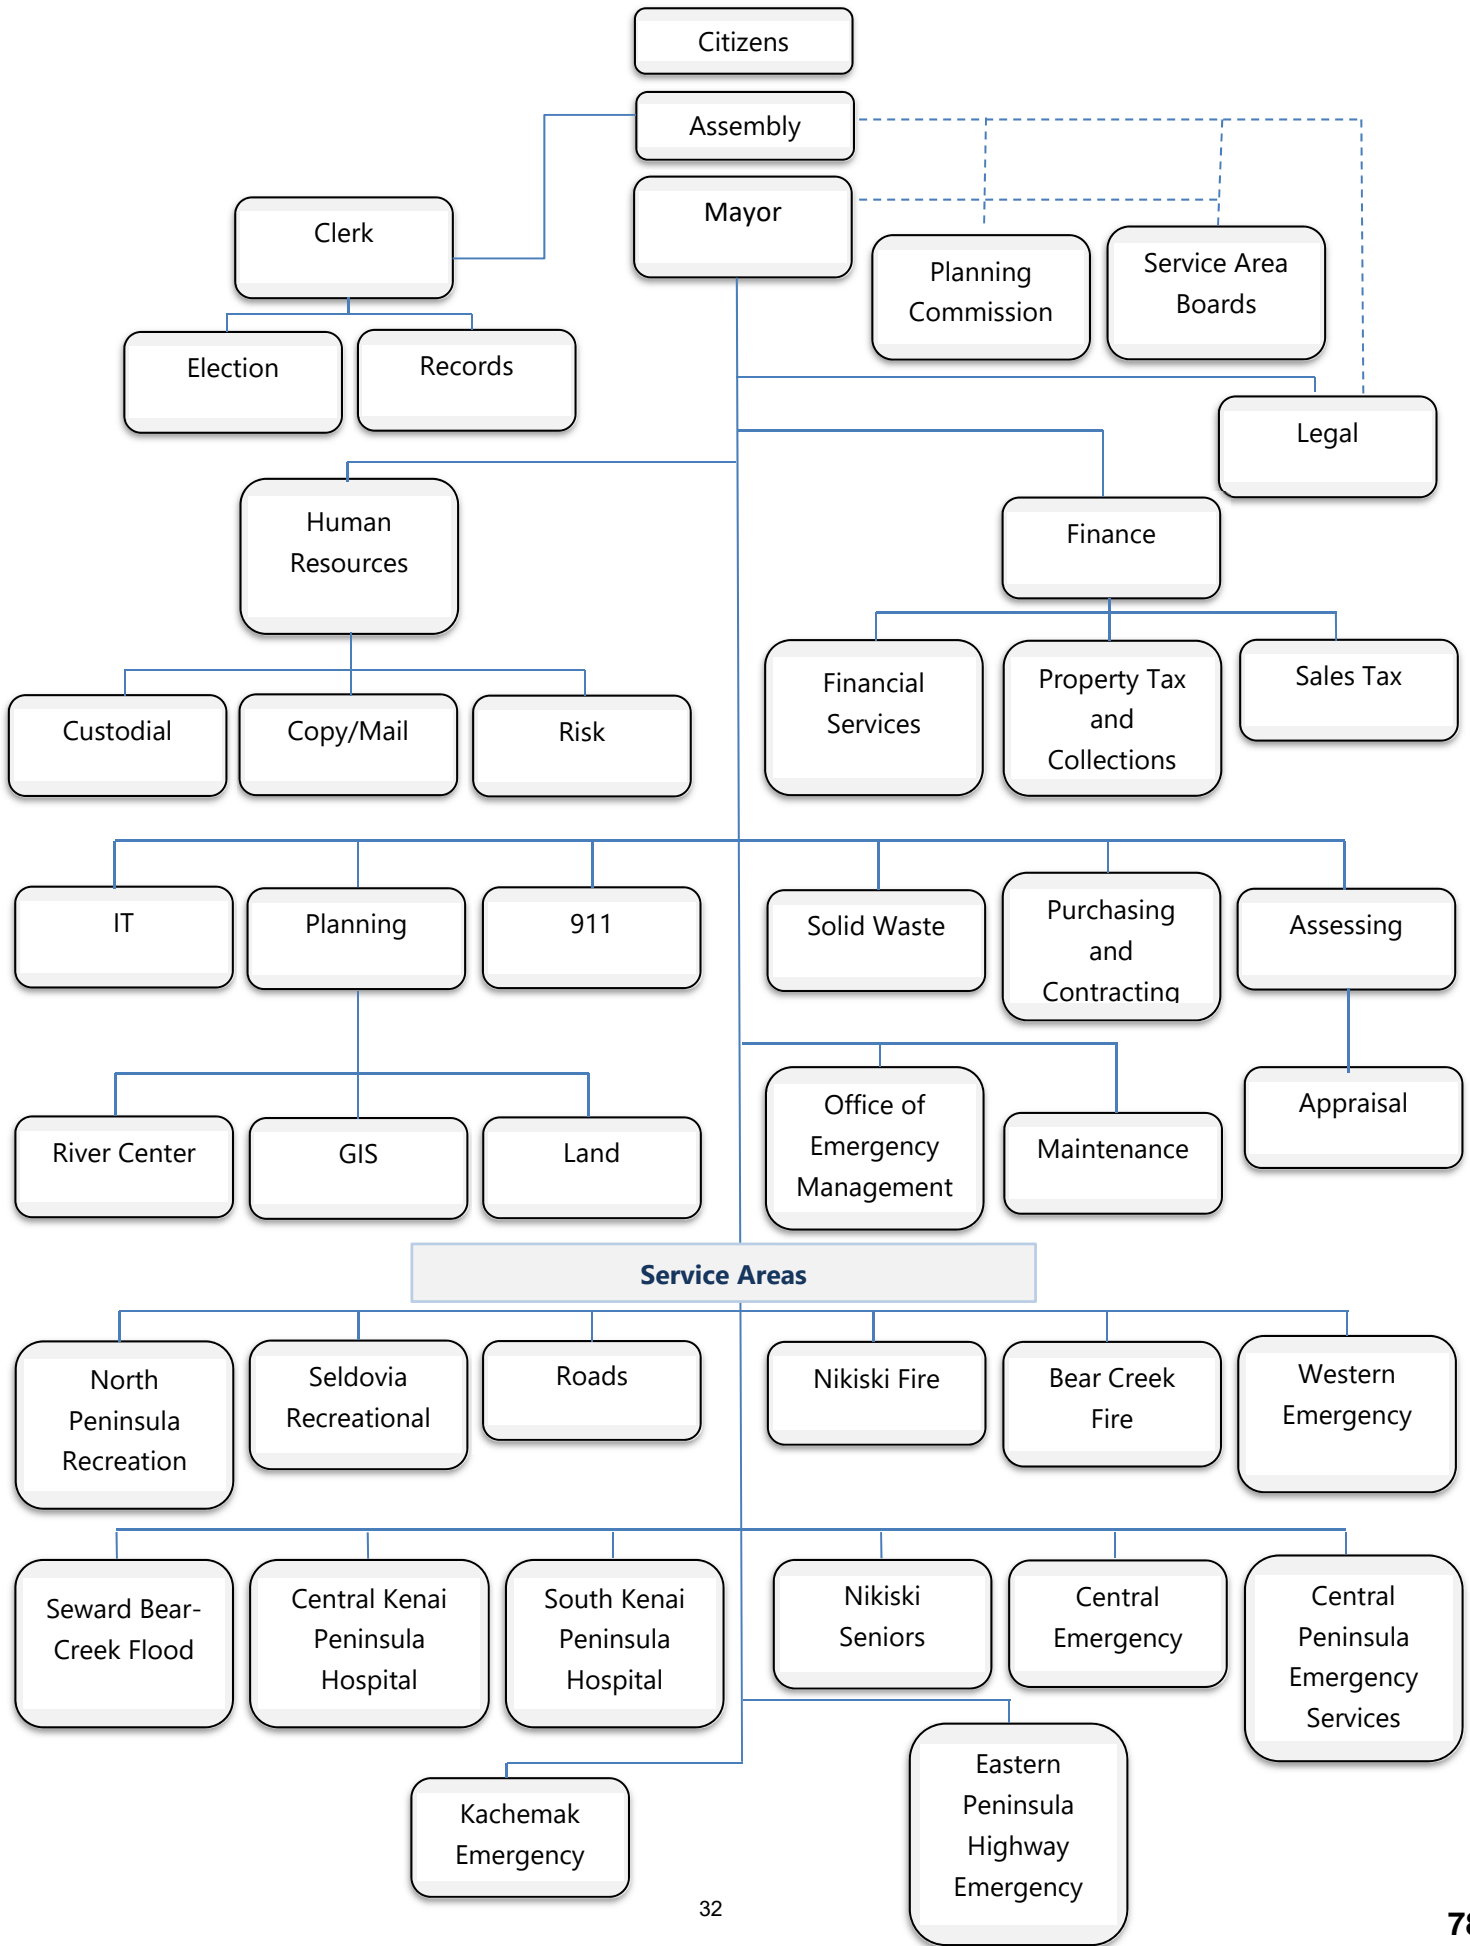 Citizens
Assembly
Mayor
Clerk
Planning
Commission
Service Area
Boards
Election
Records
Legal
Human
Resources
Finance
Custodial
Copy/Mail
Risk
Financial
Services
Property Tax
and
Collections
Sales Tax
IT
Planning
911
Solid Waste
Purchasing
and
Contracting
Assessing
River Center
GIS
Land
Office of
Emergency
Management
Maintenance
Appraisal
Service Areas
North
Peninsula
Recreation
Seldovia
Recreational
Roads
Nikiski Fire
Bear Creek
Fire
Western
Emergency
Seward Bear-
Creek Flood
Central Kenai
Peninsula
Hospital
South Kenai
Peninsula
Hospital
Nikiski
Seniors
Central
Emergency
Central
Peninsula
Emergency
Services
Kachemak
Emergency
Eastern
Peninsula
Highway
Emergency
32
78